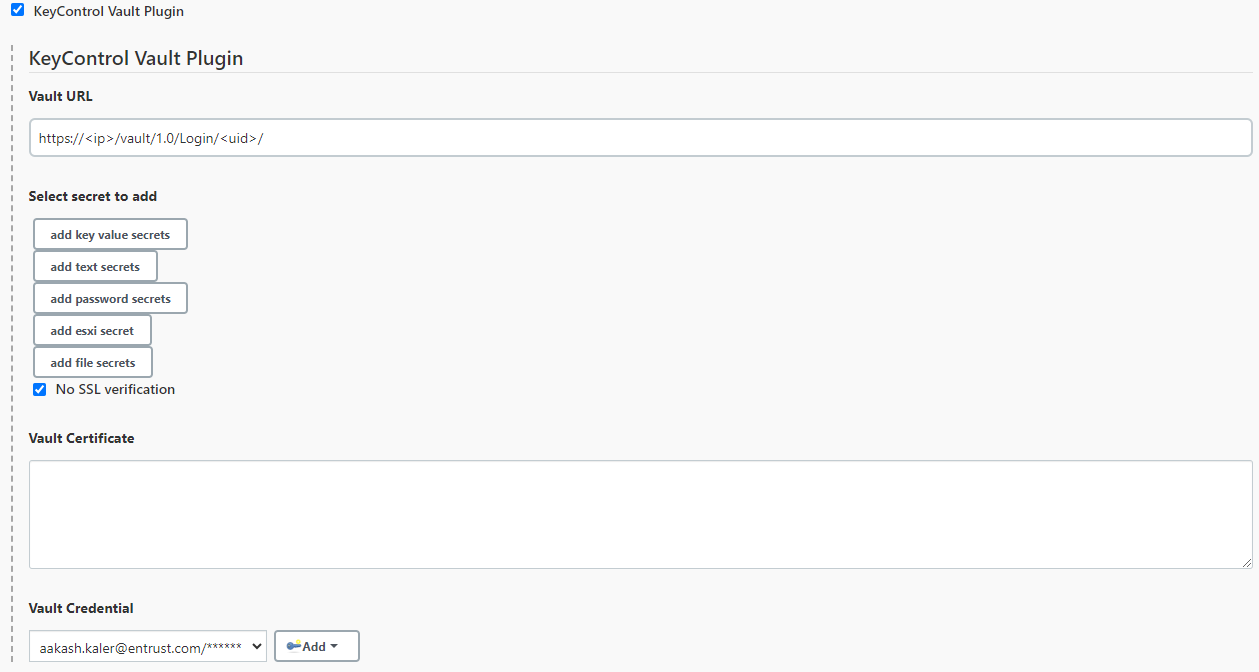 KeyControl Vault Plugin
KeyControl Vault Plugin
Vault URL
https://<ip>/vault/1.0/Login/<uid>/
Select secret to add
add key value secrets
add text secrets
add password secrets
add esxi secret
add file secrets
No SSL verification
Vault Certificate
Vault Credential
aakash.kaler@entrust.com/****** Add